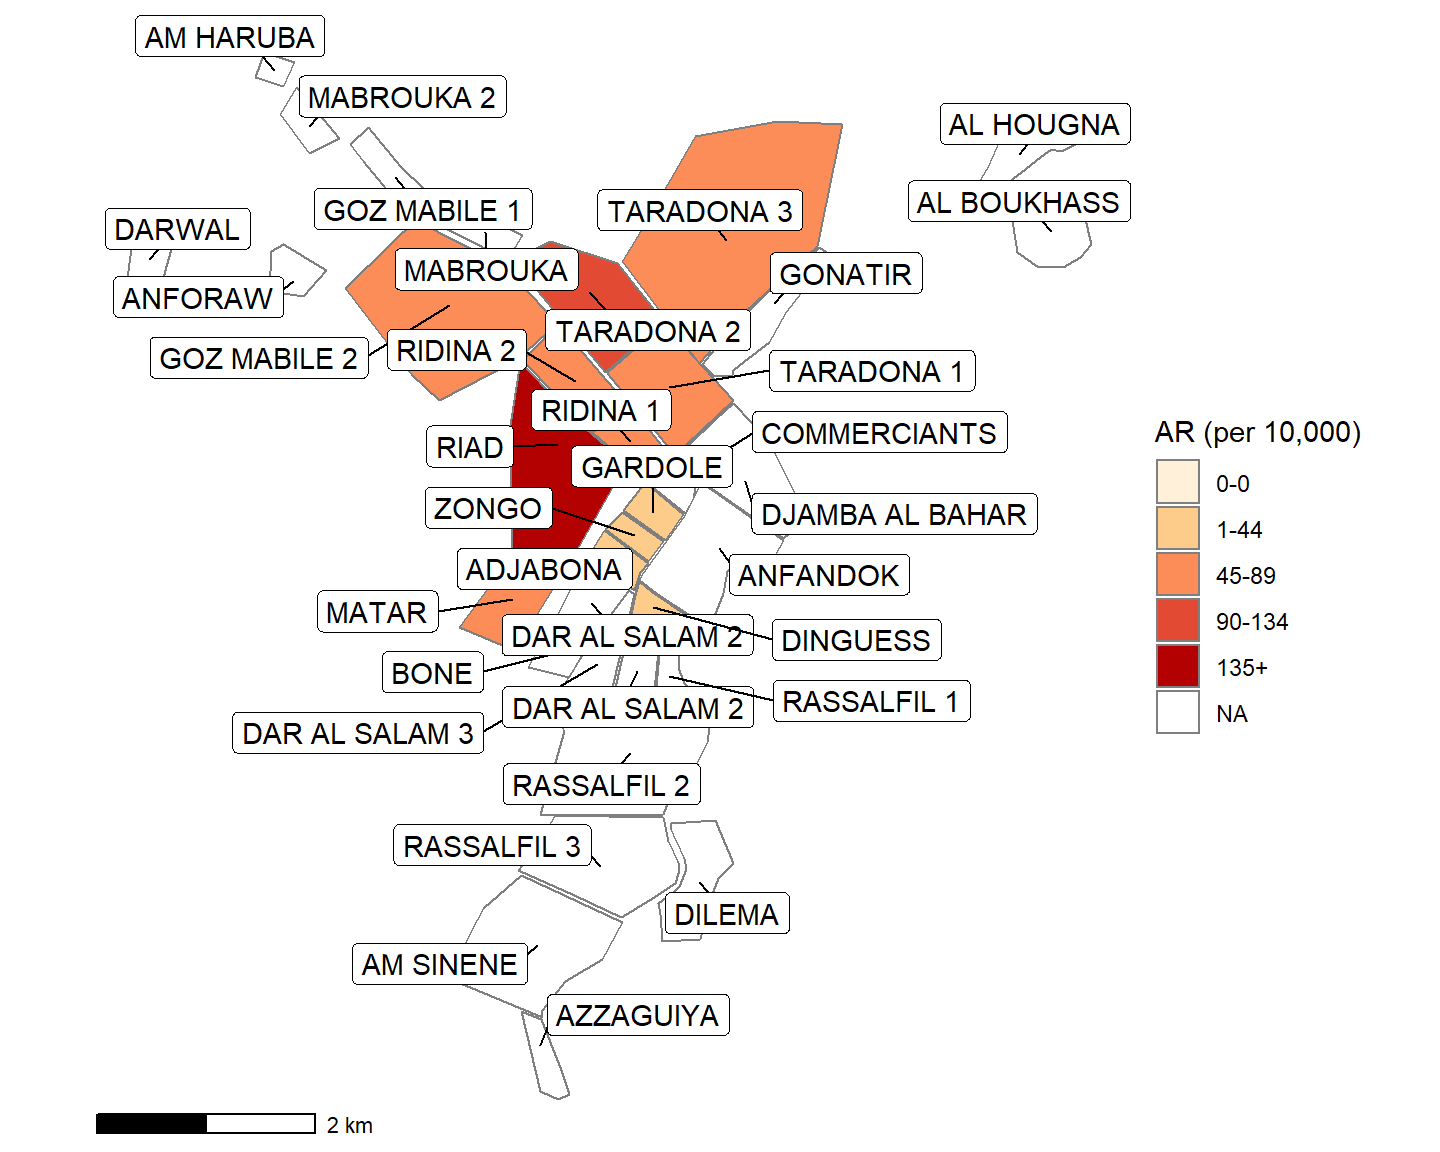 AM HARUBA
MABROUKA 2
AL HOUGNA
GOZ MABILE 1
TARADONA 3
AL BOUKHASS
DARWAL
MABROUKA
GONATIR
ANFORAW
TARADONA 2
GOZ MABILE 2
RIDINA 2
TARADONA 1
RIDINA 1
COMMERCIANTS
RIAD
GARDOLE
ZONGO
DJAMBA AL BAHAR
ADJABONA
ANFANDOK
MATAR
DAR AL SALAM 2
DINGUESS
BONE
DAR AL SALAM 2
RASSALFIL 1
DAR AL SALAM 3
RASSALFIL 2
RASSALFIL 3
DILEMA
AM SINENE
AZZAGUIYA
2 km
AR (per 10,000)
0-0
1-44
45-89
90-134
135+
NA